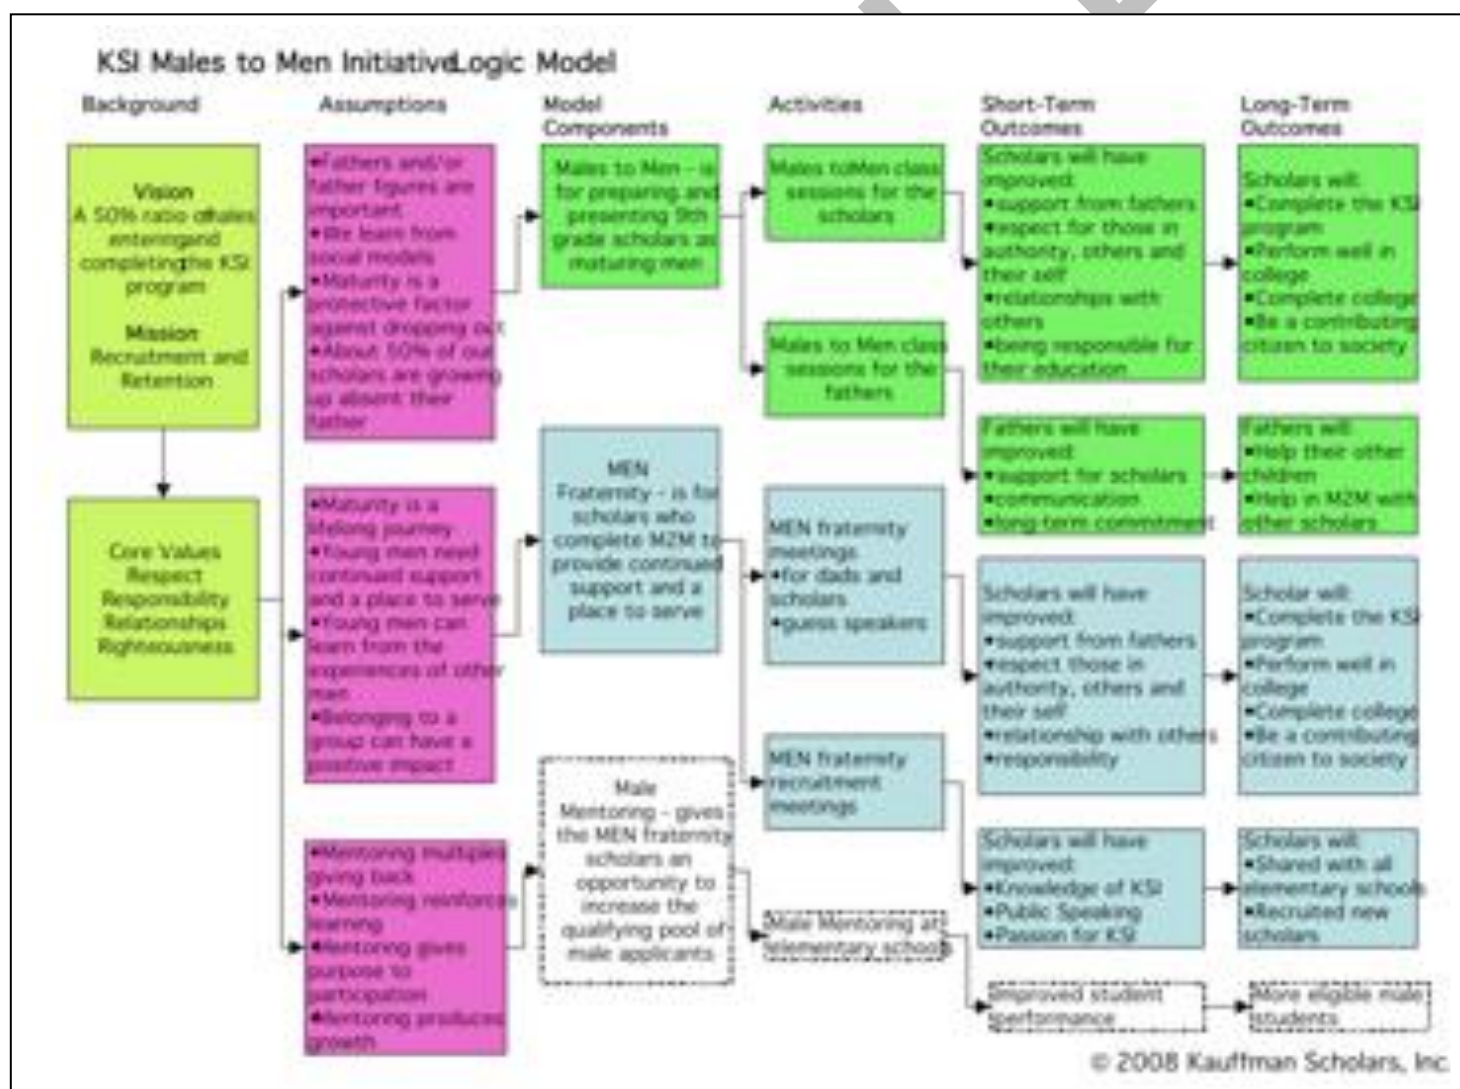 KSI Males to Men InitiativeLogic Model
Background
Assumptions
Model
Components
Activities
Short-Term
Outcomes
Long-Term
Outcomes
Vision
A 50% ratio of males
entering and
completing the KSI
program
Mission
Recruitment and
Retention
Core Values
Respect
Responsibility
Relationships
Righteousness
•Fathers and/or
father figures are
important
•We learn from
social models
•Maturity is a
protective factor
against dropping out
•About 50% of our
scholars are growing
up absent their
father
•Maturity is a
lifelong journey
•Young men need
continued support
and a place to serve
•Young men can
learn from the
experiences of other
men
•Belonging to a
group can have a
positive impact
•Mentoring multiples
giving back
•Mentoring reinforces
learning
•Mentoring gives
purpose to
participation
•Mentoring produces
growth
Males to Men - is
for preparing and
presenting 9th
grade scholars as
maturing men
MEN
Fraternity - is for
scholars who
complete M2M to
provide continued
support and a
place to serve
Male
Mentoring - gives
the MEN fraternity
scholars an
opportunity to
increase the
qualifying pool of
male applicants
Males to Men class
sessions for the
scholars
Males to Men class
sessions for the
fathers
MEN fraternity
meetings
•for dads and
scholars
•guess speakers
MEN fraternity
recruitment
meetings
Male Mentoring at
elementary schools
Scholars will have
improved:
•support from fathers
•respect for those in
authority, others and
their self
•relationships with
others
•being responsible for
their education
Fathers will have
improved:
•support for scholars
•communication
•long-term commitment
Scholars will have
improved:
•support from fathers
•respect those in
authority, others and
their self
•relationship with others
•responsibility
Scholars will have
improved:
•Knowledge of KSI
•Public Speaking
•Passion for KSI
Improved student
performance
Scholars will:
•Complete the KSI
program
•Perform well in
college
•Complete college
•Be a contributing
citizen to society
Fathers will:
•Help their other
children
•Help in M2M with
other scholars
Scholar will:
•Complete the KSI
program
•Perform well in
college
•Complete college
•Be a contributing
citizen to society
Scholars will:
•Shared with all
elementary schools
•Recruited new
scholars
More eligible male
students
© 2008 Kauffman Scholars, Inc.